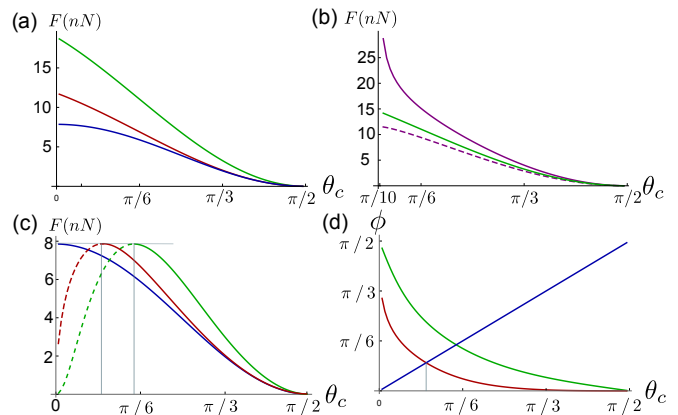 (a) F(nN)
15
10
5
0 π/6 π/3 π/2 θc
(b) F(nN)
25
20
15
10
5
π/10 π/6 π/3 π/2 θc
(c) F(nN)
8
6
4
2
0 π/6 π/3 π/2 θc
(d) ϕ
π/2
π/3
π/6
0 π/6 π/3 π/2 θc